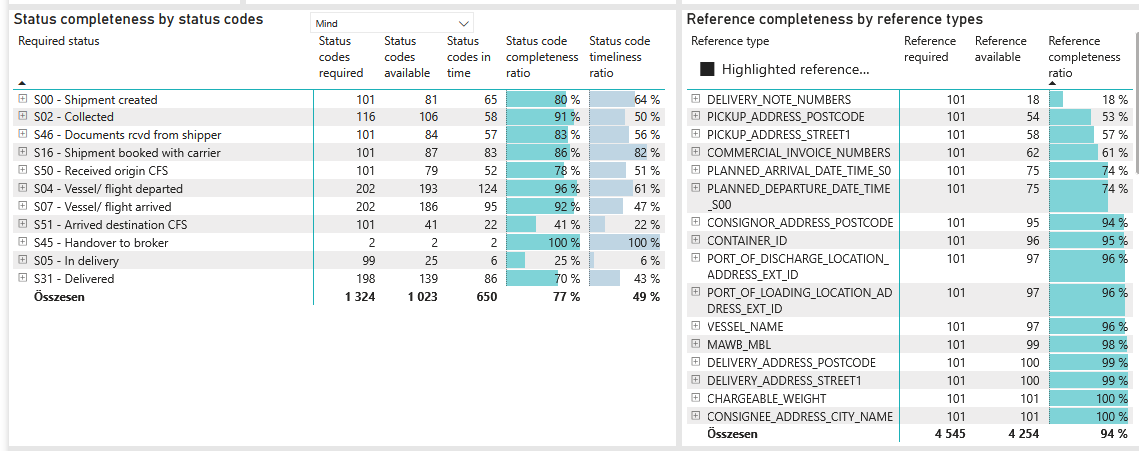 Status completeness by status codes
Mind
Required status
Status codes required
Status codes available
Status codes in time
Status code completeness ratio
Status code timeliness ratio
S00 - Shipment created 101 81 65 80 % 64 %
S02 - Collected 116 106 58 91 % 50 %
S46 - Documents rcvd from shipper 101 84 57 83 % 56 %
S16 - Shipment booked with carrier 101 87 83 86 % 82 %
S50 - Received origin CFS 101 79 52 78 % 51 %
S04 - Vessel/ flight departed 202 193 124 96 % 61 %
S07 - Vessel/ flight arrived 202 186 95 92 % 47 %
S51 - Arrived destination CFS 101 41 22 41 % 22 %
S45 - Handover to broker 2 2 2 100 % 100 %
S05 - In delivery 99 25 6 25 % 6 %
S31 - Delivered 198 139 86 70 % 43 %
Összesen 1 324 1 023 650 77 % 49 %
Reference completeness by reference types
Reference type
Reference required
Reference available
Reference completeness ratio
Highlighted reference...
DELIVERY_NOTE_NUMBERS 101 18 18 %
PICKUP_ADDRESS_POSTCODE 101 54 53 %
PICKUP_ADDRESS_STREET1 101 58 57 %
COMMERCIAL_INVOICE_NUMBERS 101 62 61 %
PLANNED_ARRIVAL_DATE_TIME_S0 101 75 74 %
PLANNED_DEPARTURE_DATE_TIME 101 75 74 %
_S00
CONSIGNOR_ADDRESS_POSTCODE 101 95 94 %
CONTAINER_ID 101 96 95 %
PORT_OF_DISCHARGE_LOCATION_ 101 97 96 %
ADDRESS_EXT_ID
PORT_OF_LOADING_LOCATION_AD 101 97 96 %
DRESS_EXT_ID
VESSEL_NAME 101 97 96 %
MAWB_MBL 101 99 98 %
DELIVERY_ADDRESS_POSTCODE 101 100 99 %
DELIVERY_ADDRESS_STREET1 101 100 99 %
CHARGEABLE_WEIGHT 101 101 100 %
CONSIGNEE_ADDRESS_CITY_NAME 101 101 100 %
Összesen 4 545 4 254 94 %